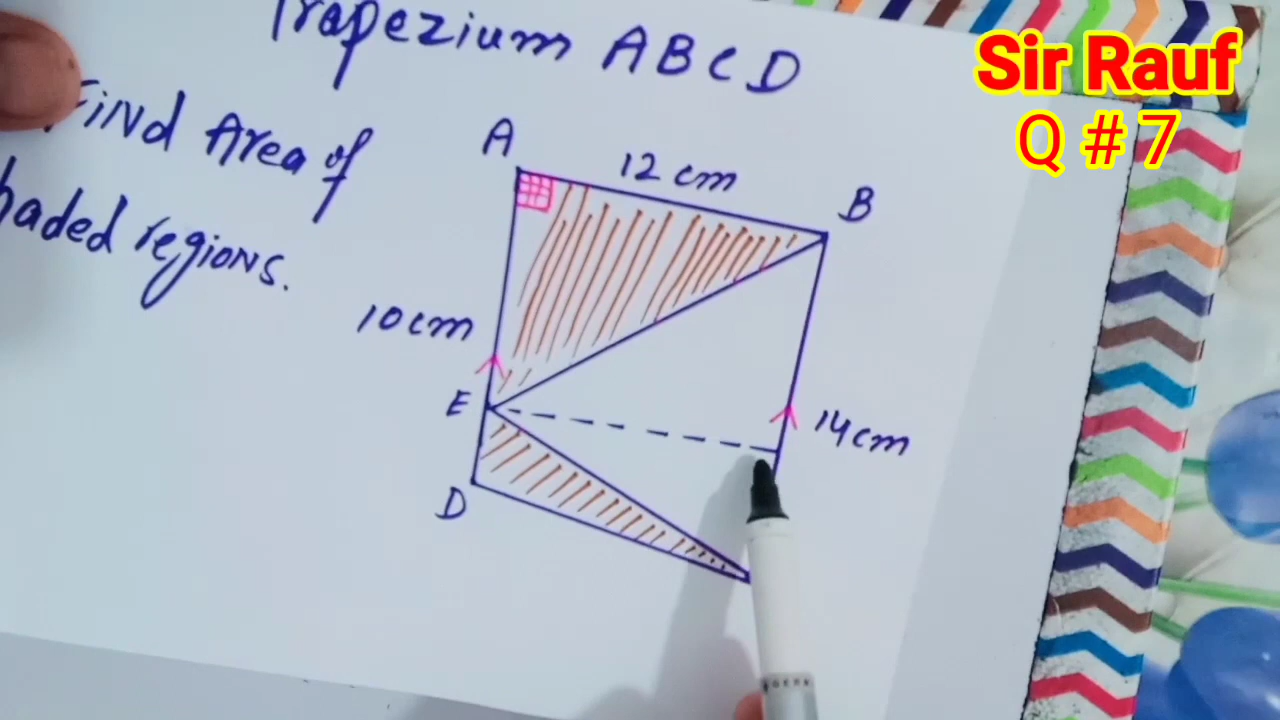 Trapezium ABCD
Sir Rauf
Q # 7
Find Area of
haded regions.
A
12 cm
B
10cm
E
14cm
D